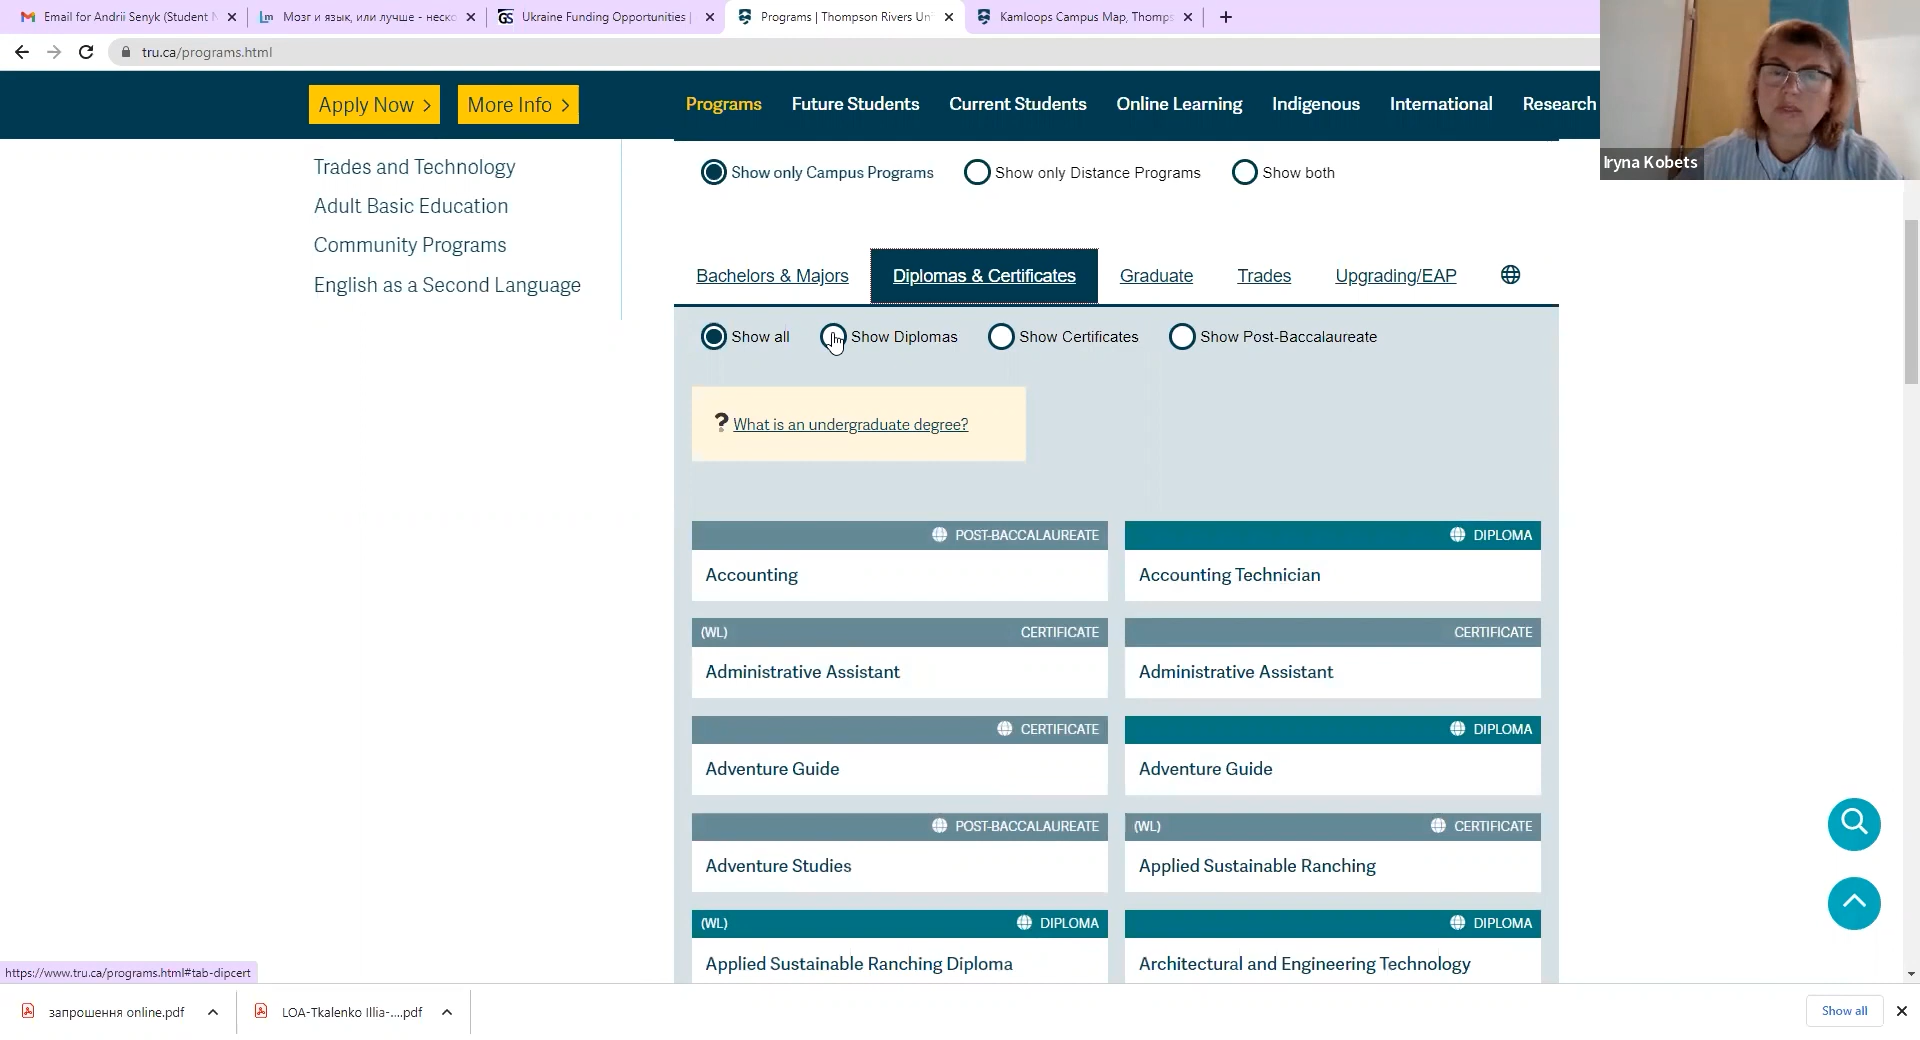 Email for Andrii Senyk (Student N
Мозг и язык, или лучше - неско
Ukraine Funding Opportunities |
Programs | Thompson Rivers Un
Kamloops Campus Map, Thomps
tru.ca/programs.html
Apply Now
More Info
Programs
Future Students
Current Students
Online Learning
Indigenous
International
Research
Iryna Kobets
Trades and Technology
Adult Basic Education
Community Programs
English as a Second Language
Show only Campus Programs
Show only Distance Programs
Show both
Bachelors & Majors
Diplomas & Certificates
Graduate
Trades
Upgrading/EAP
Show all
Show Diplomas
Show Certificates
Show Post-Baccalaureate
? What is an undergraduate degree?
POST-BACCALAUREATE
Accounting
DIPLOMA
Accounting Technician
(WL) CERTIFICATE
Administrative Assistant
CERTIFICATE
Administrative Assistant
CERTIFICATE
Adventure Guide
DIPLOMA
Adventure Guide
POST-BACCALAUREATE
Adventure Studies
(WL) CERTIFICATE
Applied Sustainable Ranching
(WL) DIPLOMA
Applied Sustainable Ranching Diploma
DIPLOMA
Architectural and Engineering Technology
https://www.tru.ca/programs.html#tab-dipcert
запрошення online.pdf
LOA-Tkalenko Illia-....pdf
Show all